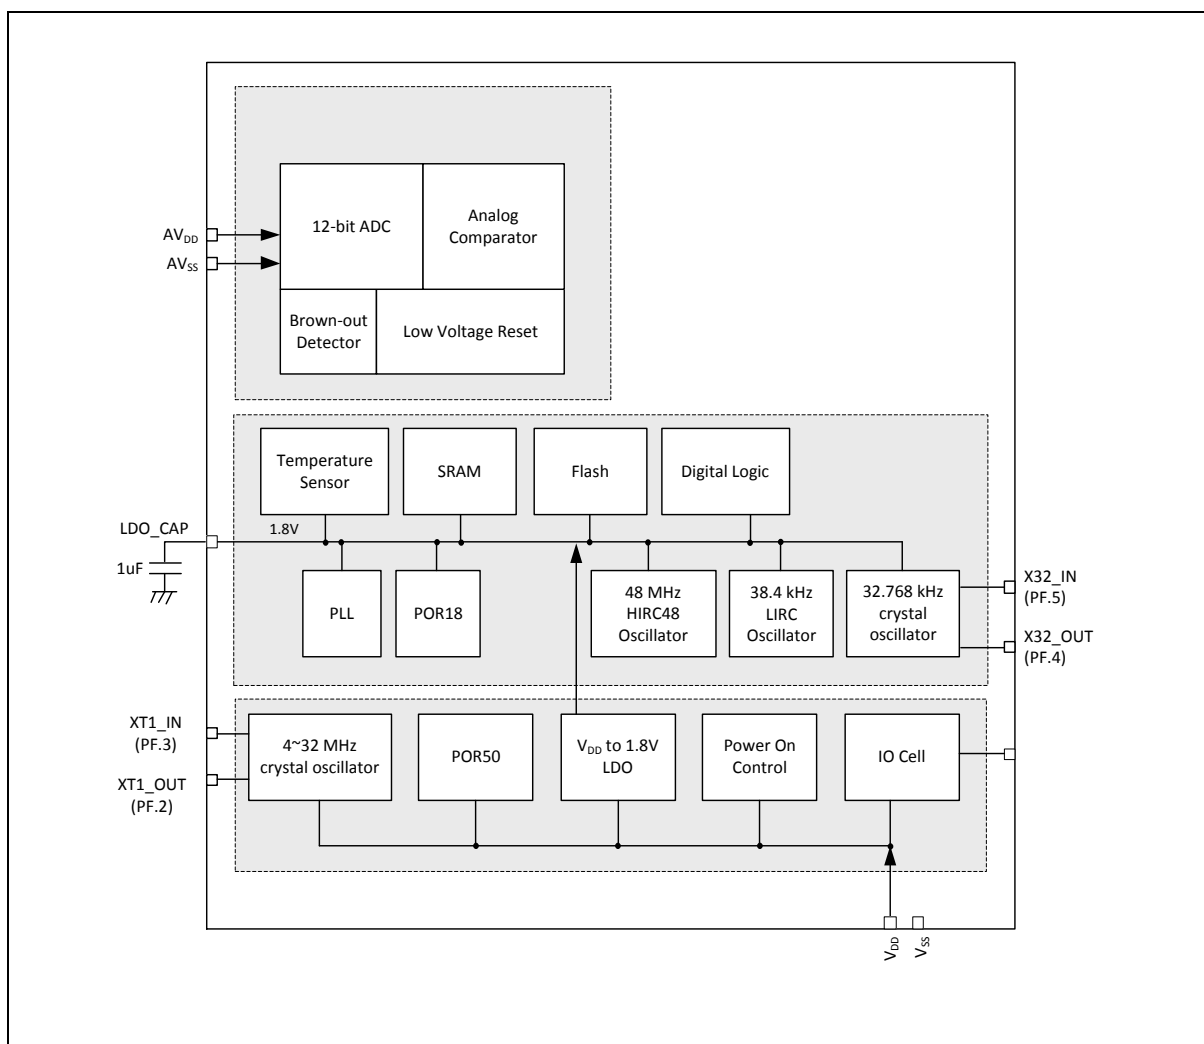 12-bit ADC
Analog
Comparator
AVDD
AVSS
Brown-out
Detector
Low Voltage Reset
Temperature
Sensor
SRAM
Flash
Digital Logic
LDO_CAP
1.8V
1uF
PLL
POR18
48 MHz
HIRC48
Oscillator
38.4 kHz
LIRC
Oscillator
32.768 kHz
crystal
oscillator
X32_IN
(PF.5)
X32_OUT
(PF.4)
XT1_IN
(PF.3)
XT1_OUT
(PF.2)
4~32 MHz
crystal oscillator
POR50
VDD to 1.8V
LDO
Power On
Control
IO Cell
VDD
VSS